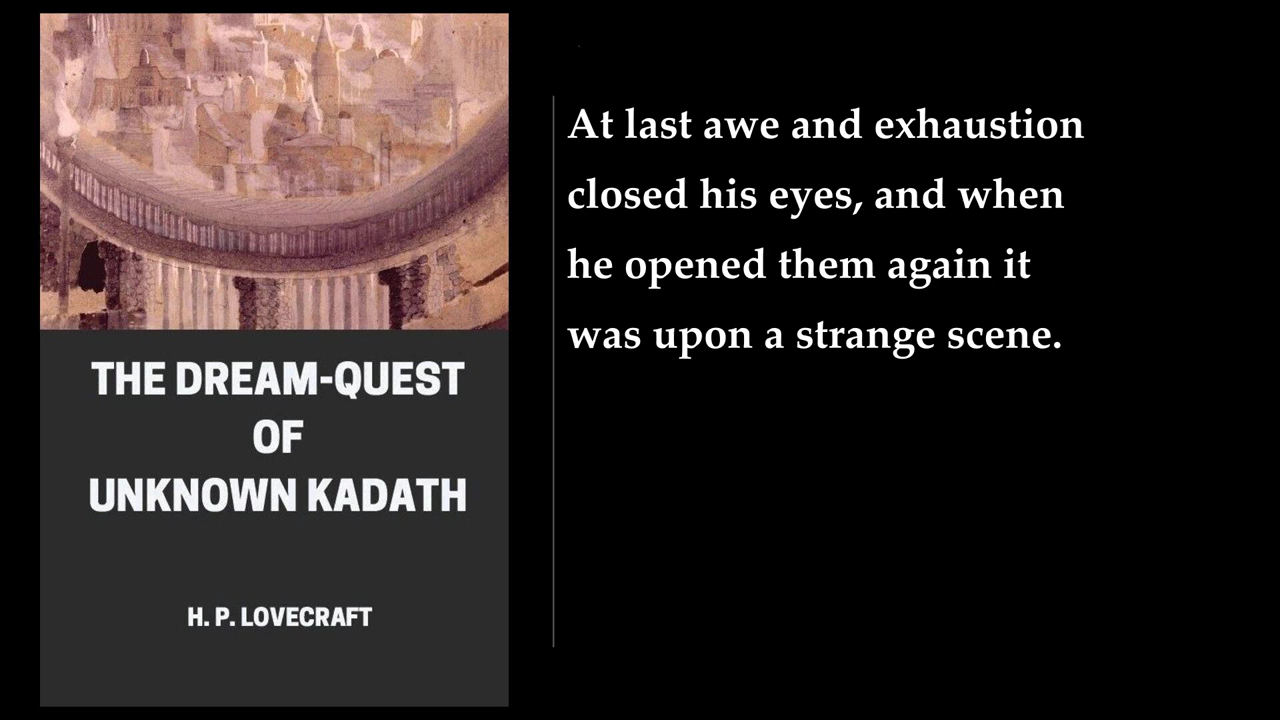 THE DREAM-QUEST
OF
UNKNOWN KADATH
H. P. LOVECRAFT
At last awe and exhaustion
closed his eyes, and when
he opened them again it
was upon a strange scene.